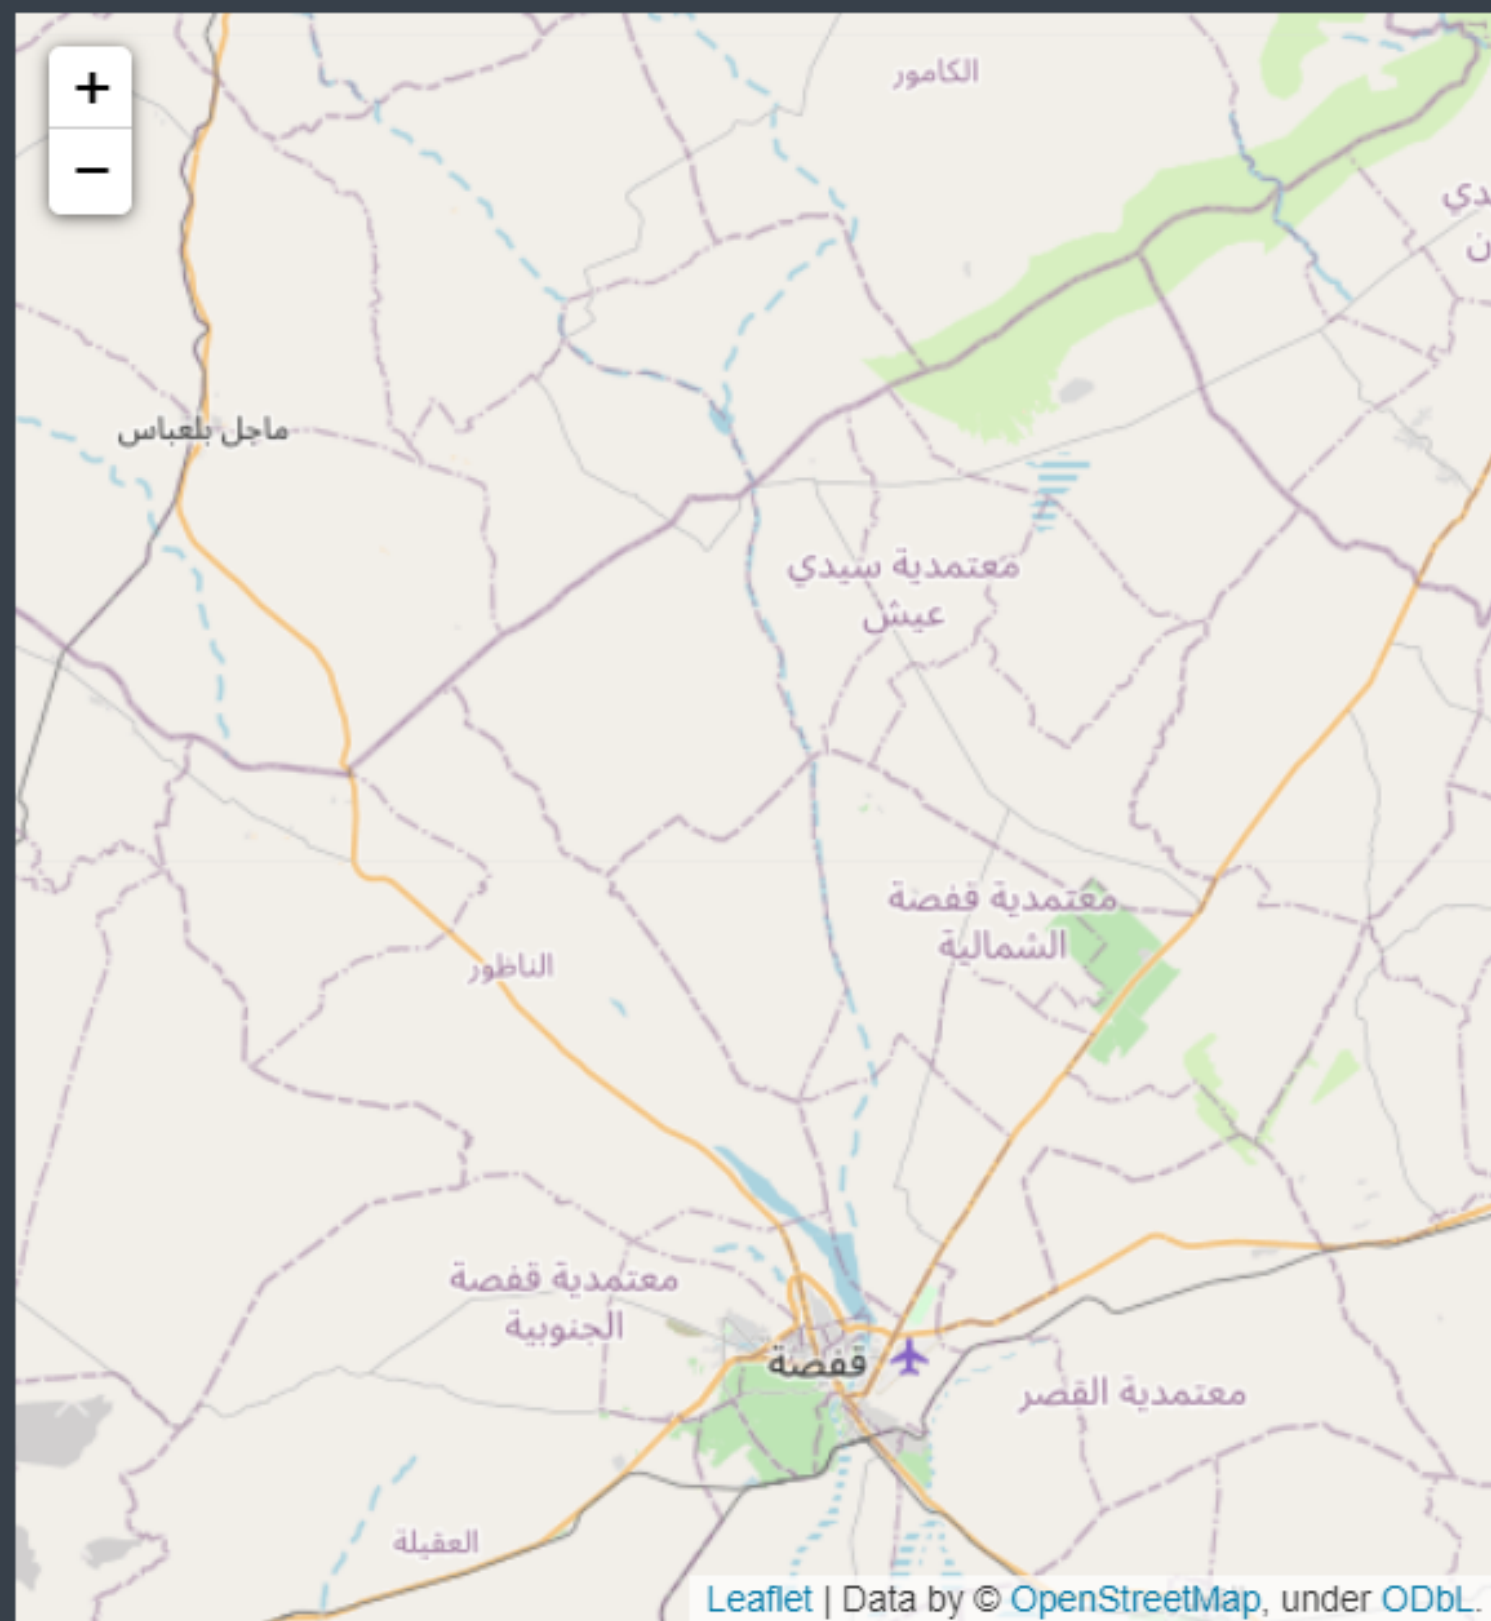 +
−
الكامور
ماجل بلعباس
معتمدية سيدي
عيش
معتمدية قفصة
الشمالية
الناظور
معتمدية قفصة
الجنوبية
قفصة
معتمدية القصر
العقيلة
Leaflet | Data by © OpenStreetMap, under ODbL.